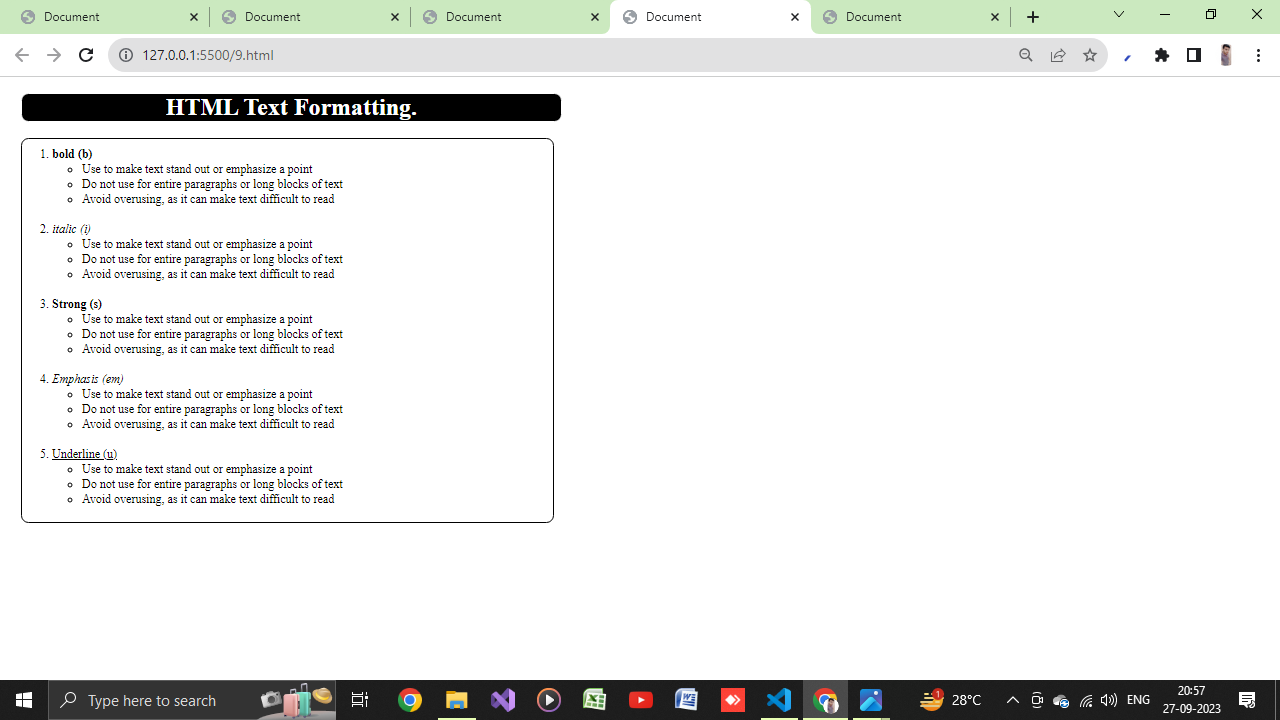 Document
Document
Document
Document
Document
127.0.0.1:5500/9.html
HTML Text Formatting.
1. bold (b)
Use to make text stand out or emphasize a point
Do not use for entire paragraphs or long blocks of text
Avoid overusing, as it can make text difficult to read
2. italic (i)
Use to make text stand out or emphasize a point
Do not use for entire paragraphs or long blocks of text
Avoid overusing, as it can make text difficult to read
3. Strong (s)
Use to make text stand out or emphasize a point
Do not use for entire paragraphs or long blocks of text
Avoid overusing, as it can make text difficult to read
4. Emphasis (em)
Use to make text stand out or emphasize a point
Do not use for entire paragraphs or long blocks of text
Avoid overusing, as it can make text difficult to read
5. Underline (u)
Use to make text stand out or emphasize a point
Do not use for entire paragraphs or long blocks of text
Avoid overusing, as it can make text difficult to read
Type here to search
1
28°C
ENG
20:57
27-09-2023